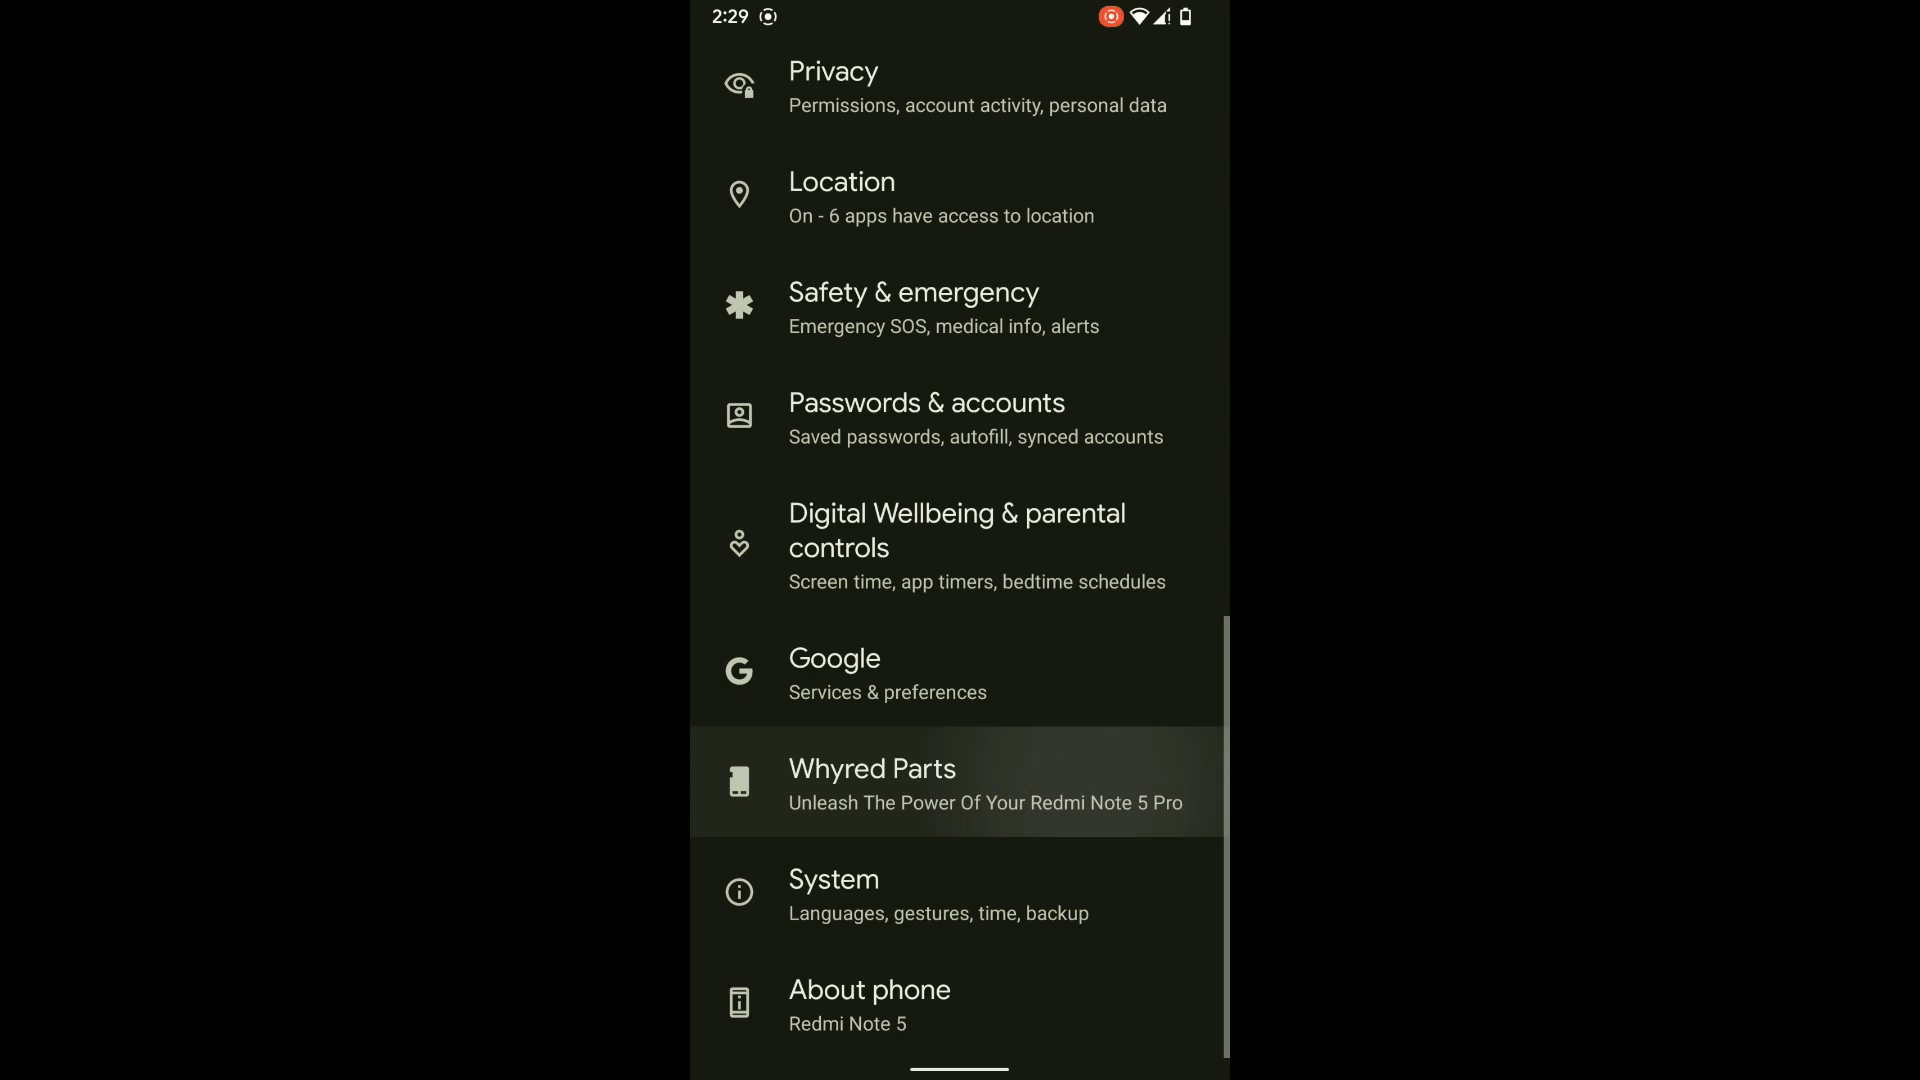 2:29
Privacy
Permissions, account activity, personal data
Location
On - 6 apps have access to location
Safety & emergency
Emergency SOS, medical info, alerts
Passwords & accounts
Saved passwords, autofill, synced accounts
Digital Wellbeing & parental
controls
Screen time, app timers, bedtime schedules
Google
Services & preferences
Whyred Parts
Unleash The Power Of Your Redmi Note 5 Pro
System
Languages, gestures, time, backup
About phone
Redmi Note 5